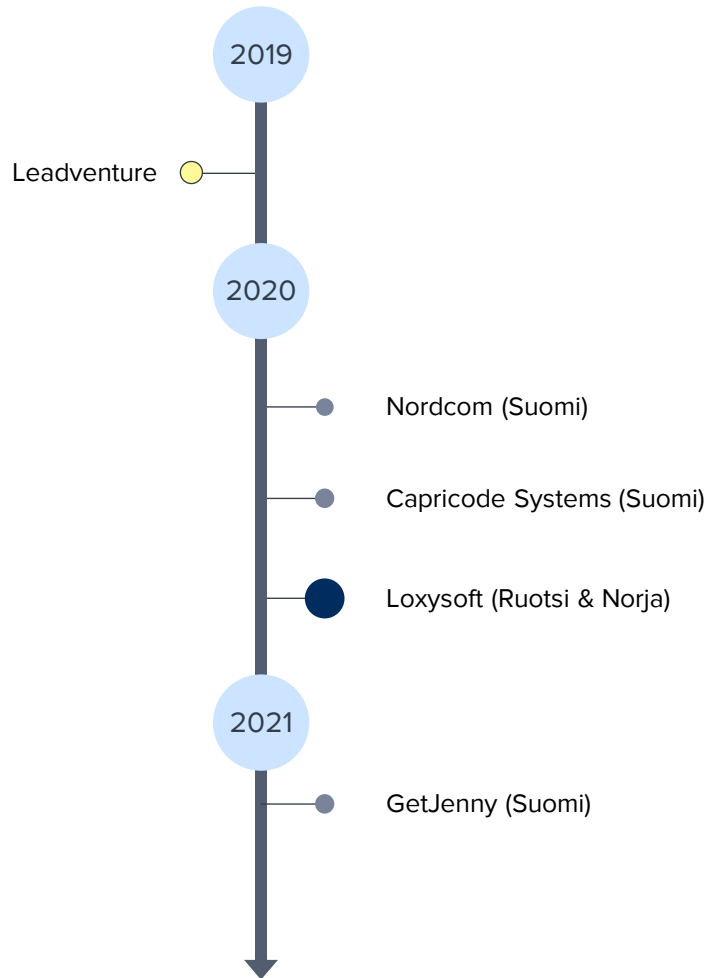 2019
Leadventure
2020
Nordcom (Suomi)
Capricode Systems (Suomi)
Loxysoft (Ruotsi & Norja)
2021
GetJenny (Suomi)